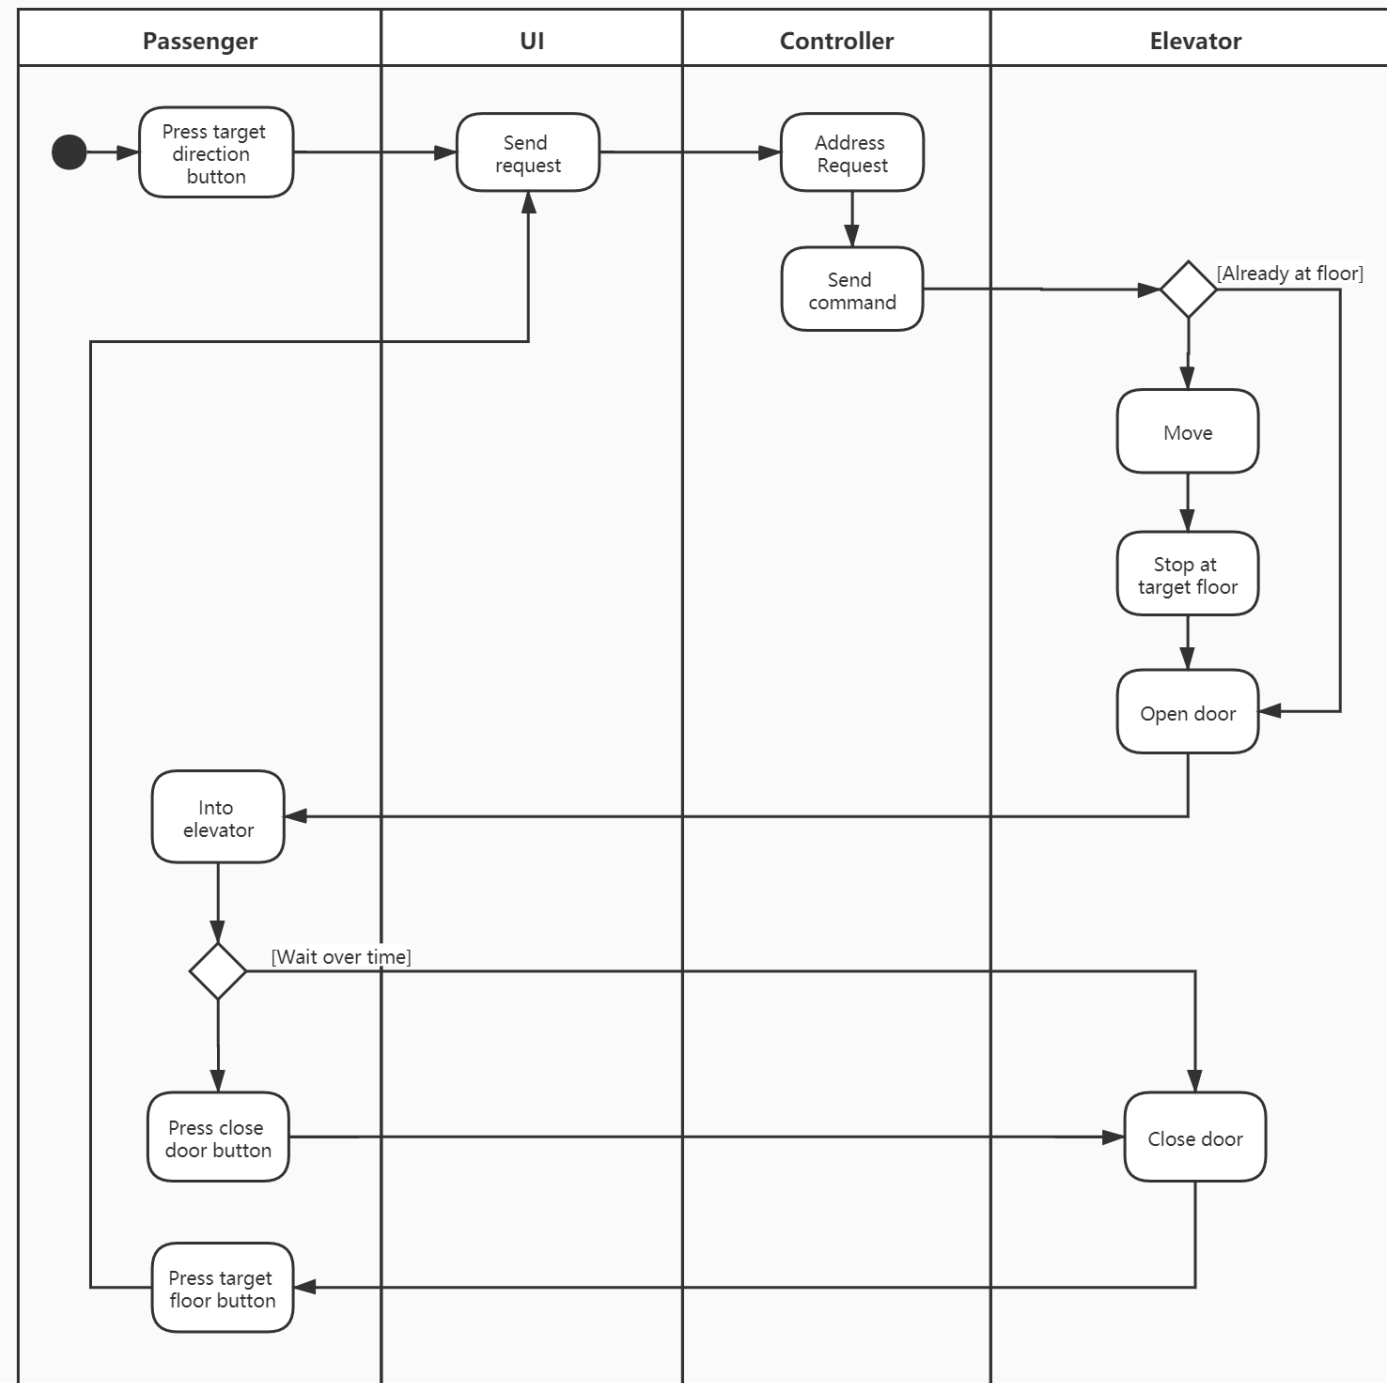 Passenger
UI
Controller
Elevator
Press target
direction
button
Send
request
Address
Request
Send
command
[Already at floor]
Move
Stop at
target floor
Open door
Into
elevator
[Wait over time]
Press close
door button
Close door
Press target
floor button